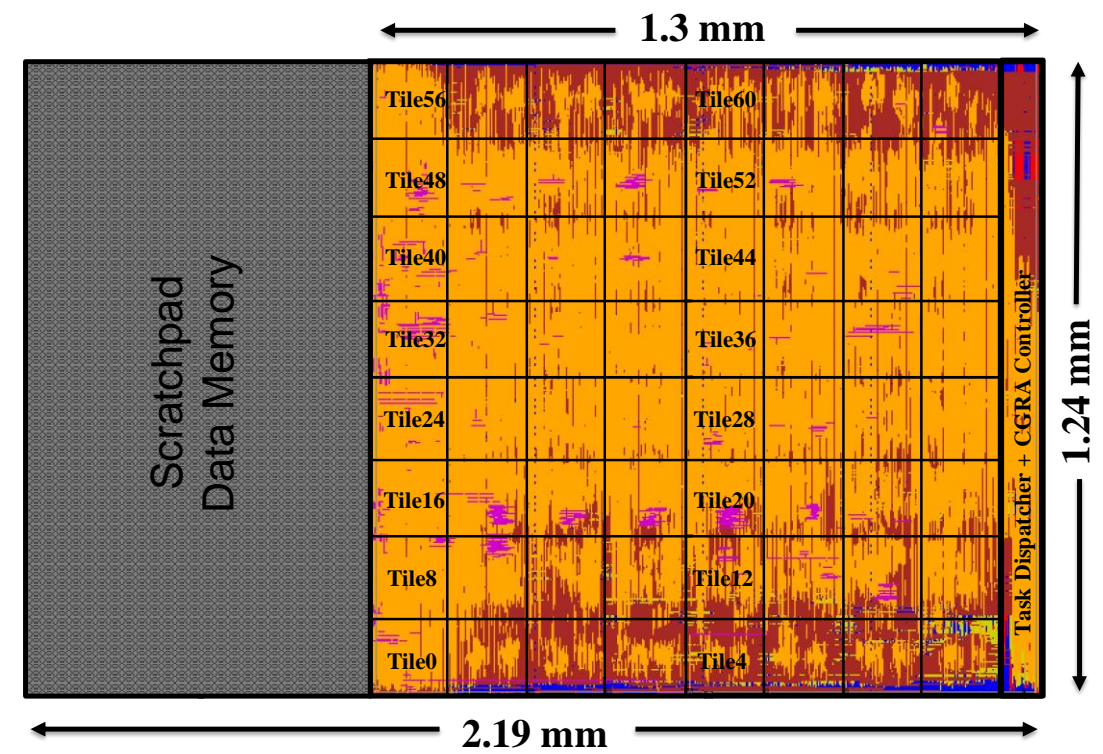 1.3 mm
Tile56
Tile60
Tile48
Tile52
Tile40
Tile44
Tile32
Tile36
Tile24
Tile28
Tile16
Tile20
Tile8
Tile12
Tile0
Tile4
Scratchpad
Data Memory
Task Dispatcher + CGRA Controller
1.24 mm
2.19 mm